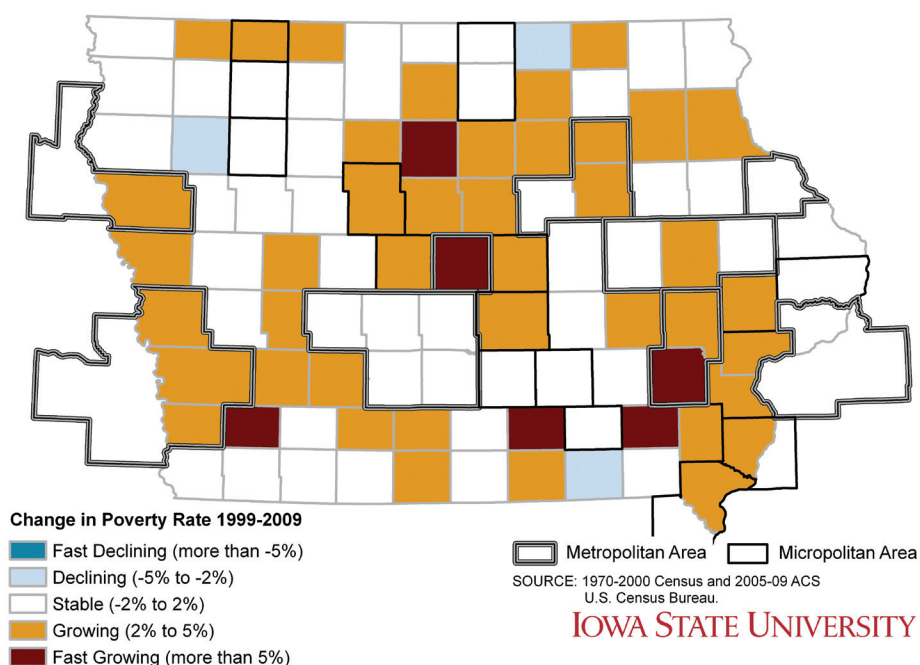 Change in Poverty Rate 1999-2009
Fast Declining (more than -5%)
Declining (-5% to -2%)
Stable (-2% to 2%)
Growing (2% to 5%)
Fast Growing (more than 5%)
Metropolitan Area
Micropolitan Area
SOURCE: 1970-2000 Census and 2005-09 ACS
U.S. Census Bureau.
IOWA STATE UNIVERSITY